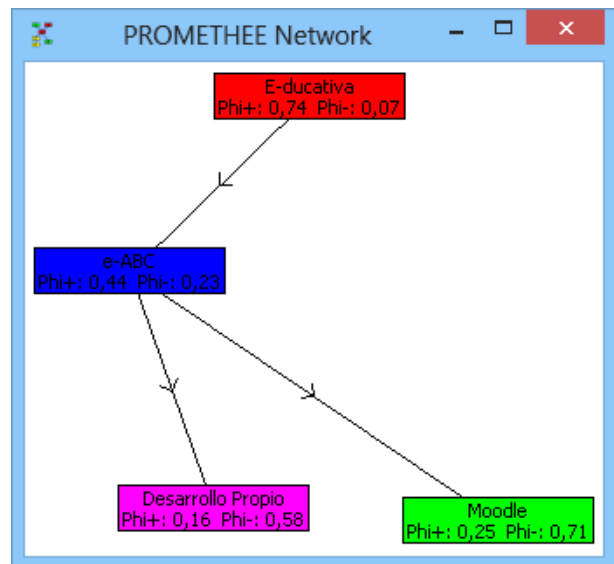 PROMETHEE Network
E-ducativa
Phi+: 0,74 Phi-: 0,07
e-ABC
Phi+: 0,44 Phi-: 0,23
Desarrollo Propio
Phi+: 0,16 Phi-: 0,58
Moodle
Phi+: 0,25 Phi-: 0,71